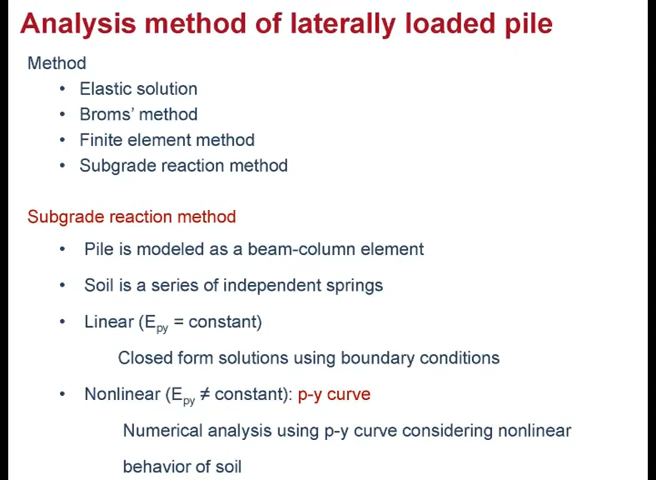 Analysis method of laterally loaded pile
Method
• Elastic solution
• Broms’ method
• Finite element method
• Subgrade reaction method
Subgrade reaction method
• Pile is modeled as a beam-column element
• Soil is a series of independent springs
• Linear (Epy = constant)
Closed form solutions using boundary conditions
• Nonlinear (Epy ≠ constant): p-y curve
Numerical analysis using p-y curve considering nonlinear
behavior of soil